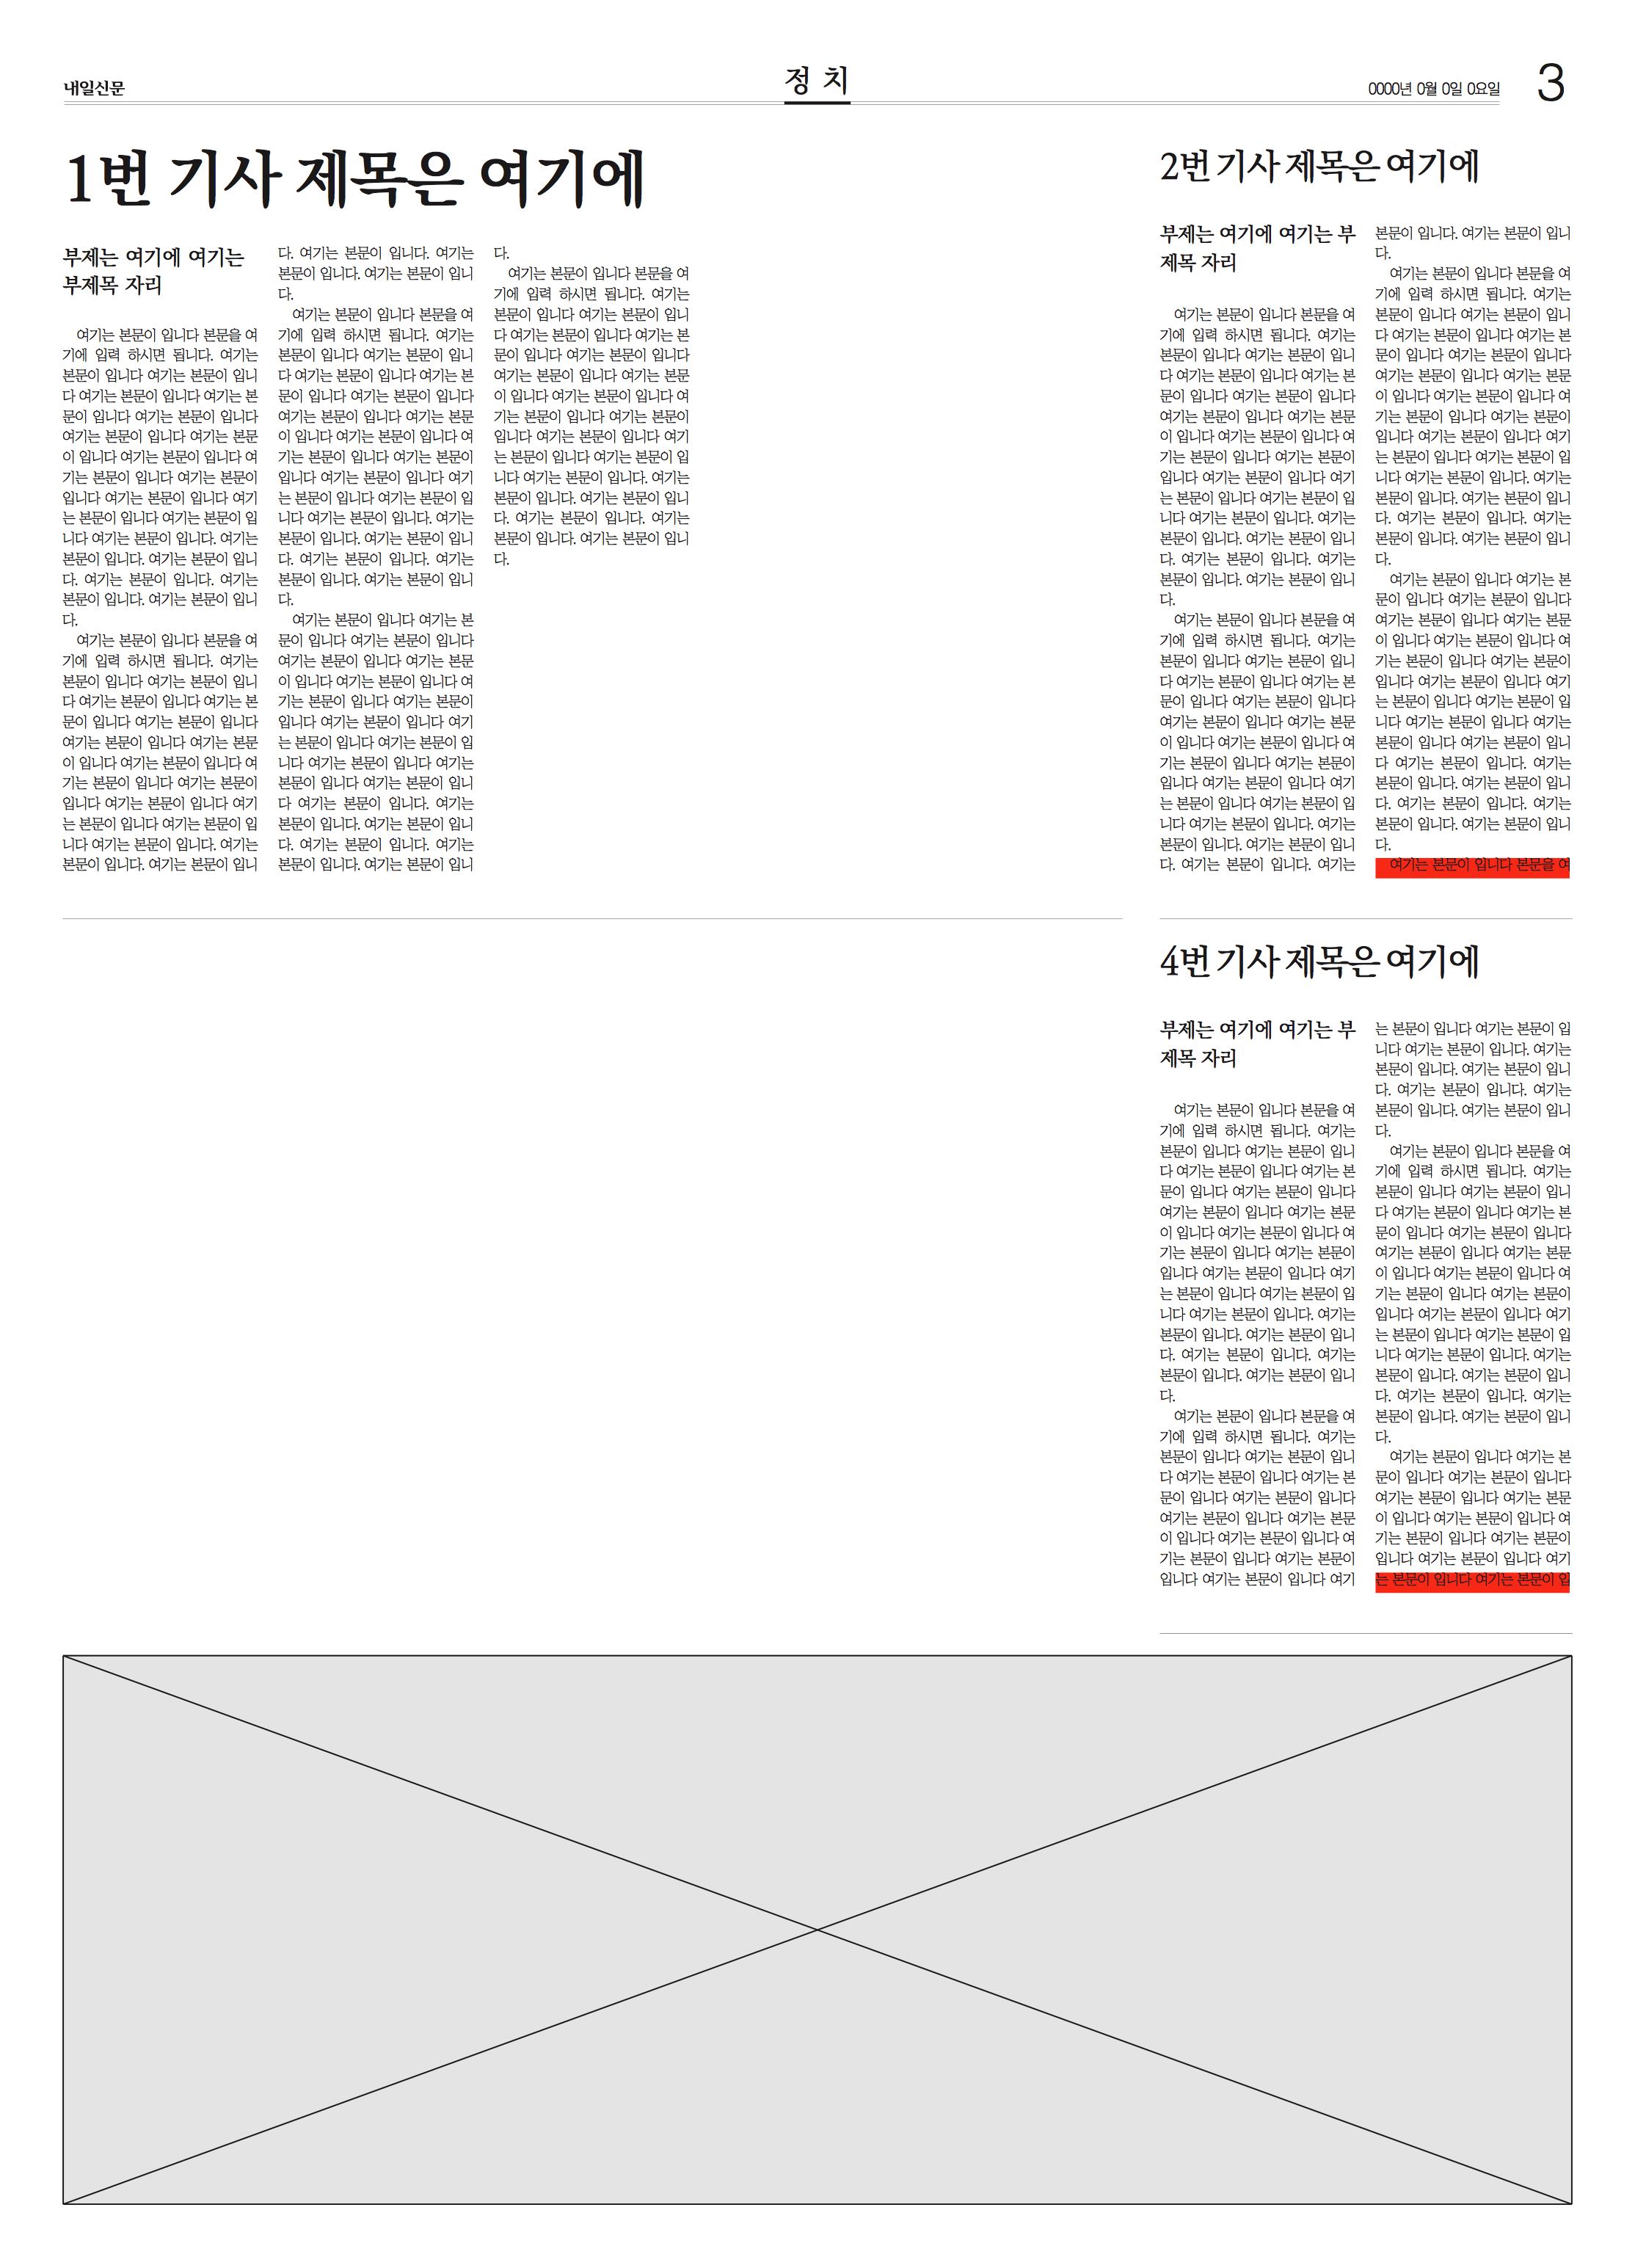 내일신문
정 치
0000년 0월 0일 0요일
3
1번 기사 제목은 여기에
부제는 여기에 여기는
부제목 자리
여기는 본문이 입니다 본문을 여
기에 입력 하시면 됩니다. 여기는
본문이 입니다 여기는 본문이 입니
다 여기는 본문이 입니다 여기는 본
문이 입니다 여기는 본문이 입니다
여기는 본문이 입니다 여기는 본문
이 입니다 여기는 본문이 입니다 여
기는 본문이 입니다 여기는 본문이
입니다 여기는 본문이 입니다 여기
는 본문이 입니다 여기는 본문이 입
니다 여기는 본문이 입니다. 여기는
본문이 입니다. 여기는 본문이 입니
다. 여기는 본문이 입니다. 여기는
본문이 입니다. 여기는 본문이 입니
다.
여기는 본문이 입니다 본문을 여
기에 입력 하시면 됩니다. 여기는
본문이 입니다 여기는 본문이 입니
다 여기는 본문이 입니다 여기는 본
문이 입니다 여기는 본문이 입니다
여기는 본문이 입니다 여기는 본문
이 입니다 여기는 본문이 입니다 여
기는 본문이 입니다 여기는 본문이
입니다 여기는 본문이 입니다 여기
는 본문이 입니다 여기는 본문이 입
니다 여기는 본문이 입니다. 여기는
본문이 입니다. 여기는 본문이 입니
다. 여기는 본문이 입니다. 여기는
본문이 입니다. 여기는 본문이 입니
다.
여기는 본문이 입니다 본문을 여
기에 입력 하시면 됩니다. 여기는
본문이 입니다 여기는 본문이 입니
다 여기는 본문이 입니다 여기는 본
문이 입니다 여기는 본문이 입니다
여기는 본문이 입니다 여기는 본문
이 입니다 여기는 본문이 입니다 여
기는 본문이 입니다 여기는 본문이
입니다 여기는 본문이 입니다 여기
는 본문이 입니다 여기는 본문이 입
니다 여기는 본문이 입니다. 여기는
본문이 입니다. 여기는 본문이 입니
다. 여기는 본문이 입니다. 여기는
본문이 입니다. 여기는 본문이 입니
다.
여기는 본문이 입니다 여기는 본
문이 입니다 여기는 본문이 입니다
여기는 본문이 입니다 여기는 본문
이 입니다 여기는 본문이 입니다 여
기는 본문이 입니다 여기는 본문이
입니다 여기는 본문이 입니다 여기
는 본문이 입니다 여기는 본문이 입
니다 여기는 본문이 입니다 여기는
본문이 입니다 여기는 본문이 입니
다 여기는 본문이 입니다. 여기는
본문이 입니다. 여기는 본문이 입니
다. 여기는 본문이 입니다. 여기는
본문이 입니다. 여기는 본문이 입니
다.
여기는 본문이 입니다 본문을 여
기에 입력 하시면 됩니다. 여기는
본문이 입니다 여기는 본문이 입니
다 여기는 본문이 입니다 여기는 본
문이 입니다 여기는 본문이 입니다
여기는 본문이 입니다 여기는 본문
이 입니다 여기는 본문이 입니다 여
기는 본문이 입니다 여기는 본문이
입니다 여기는 본문이 입니다 여기
는 본문이 입니다 여기는 본문이 입
니다 여기는 본문이 입니다. 여기는
본문이 입니다. 여기는 본문이 입니
다. 여기는 본문이 입니다. 여기는
본문이 입니다. 여기는 본문이 입니
다.
2번 기사 제목은 여기에
부제는 여기에 여기는 부
제목 자리
여기는 본문이 입니다 본문을 여
기에 입력 하시면 됩니다. 여기는
본문이 입니다 여기는 본문이 입니
다 여기는 본문이 입니다 여기는 본
문이 입니다 여기는 본문이 입니다
여기는 본문이 입니다 여기는 본문
이 입니다 여기는 본문이 입니다 여
기는 본문이 입니다 여기는 본문이
입니다 여기는 본문이 입니다 여기
는 본문이 입니다 여기는 본문이 입
니다 여기는 본문이 입니다. 여기는
본문이 입니다. 여기는 본문이 입니
다. 여기는 본문이 입니다. 여기는
본문이 입니다. 여기는 본문이 입니
다.
여기는 본문이 입니다 본문을 여
기에 입력 하시면 됩니다. 여기는
본문이 입니다 여기는 본문이 입니
다 여기는 본문이 입니다 여기는 본
문이 입니다 여기는 본문이 입니다
여기는 본문이 입니다 여기는 본문
이 입니다 여기는 본문이 입니다 여
기는 본문이 입니다 여기는 본문이
입니다 여기는 본문이 입니다 여기
는 본문이 입니다 여기는 본문이 입
니다 여기는 본문이 입니다. 여기는
본문이 입니다. 여기는 본문이 입니
다. 여기는 본문이 입니다. 여기는
본문이 입니다. 여기는 본문이 입니
다.
여기는 본문이 입니다 본문을 여
기에 입력 하시면 됩니다. 여기는
본문이 입니다 여기는 본문이 입니
다 여기는 본문이 입니다 여기는 본
문이 입니다 여기는 본문이 입니다
여기는 본문이 입니다 여기는 본문
이 입니다 여기는 본문이 입니다 여
기는 본문이 입니다 여기는 본문이
입니다 여기는 본문이 입니다 여기
는 본문이 입니다 여기는 본문이 입
니다 여기는 본문이 입니다. 여기는
본문이 입니다. 여기는 본문이 입니
다. 여기는 본문이 입니다. 여기는
본문이 입니다. 여기는 본문이 입니
다.
여기는 본문이 입니다 여기는 본
문이 입니다 여기는 본문이 입니다
여기는 본문이 입니다 여기는 본문
이 입니다 여기는 본문이 입니다 여
기는 본문이 입니다 여기는 본문이
입니다 여기는 본문이 입니다 여기
는 본문이 입니다 여기는 본문이 입
니다 여기는 본문이 입니다 여기는
본문이 입니다 여기는 본문이 입니
다 여기는 본문이 입니다. 여기는
본문이 입니다. 여기는 본문이 입니
다. 여기는 본문이 입니다. 여기는
본문이 입니다. 여기는 본문이 입니
다.
여기는 본문이 입니다 본문을 여
4번 기사 제목은 여기에
부제는 여기에 여기는 부
제목 자리
여기는 본문이 입니다 본문을 여
기에 입력 하시면 됩니다. 여기는
본문이 입니다 여기는 본문이 입니
다 여기는 본문이 입니다 여기는 본
문이 입니다 여기는 본문이 입니다
여기는 본문이 입니다 여기는 본문
이 입니다 여기는 본문이 입니다 여
기는 본문이 입니다 여기는 본문이
입니다 여기는 본문이 입니다 여기
는 본문이 입니다 여기는 본문이 입
니다 여기는 본문이 입니다. 여기는
본문이 입니다. 여기는 본문이 입니
다. 여기는 본문이 입니다. 여기는
본문이 입니다. 여기는 본문이 입니
다.
여기는 본문이 입니다 본문을 여
기에 입력 하시면 됩니다. 여기는
본문이 입니다 여기는 본문이 입니
다 여기는 본문이 입니다 여기는 본
문이 입니다 여기는 본문이 입니다
여기는 본문이 입니다 여기는 본문
이 입니다 여기는 본문이 입니다 여
기는 본문이 입니다 여기는 본문이
입니다 여기는 본문이 입니다 여기
는 본문이 입니다 여기는 본문이 입
니다 여기는 본문이 입니다. 여기는
본문이 입니다. 여기는 본문이 입니
다. 여기는 본문이 입니다. 여기는
본문이 입니다. 여기는 본문이 입니
다.
여기는 본문이 입니다 본문을 여
기에 입력 하시면 됩니다. 여기는
본문이 입니다 여기는 본문이 입니
다 여기는 본문이 입니다 여기는 본
문이 입니다 여기는 본문이 입니다
여기는 본문이 입니다 여기는 본문
이 입니다 여기는 본문이 입니다 여
기는 본문이 입니다 여기는 본문이
입니다 여기는 본문이 입니다 여기
는 본문이 입니다 여기는 본문이 입
니다 여기는 본문이 입니다. 여기는
본문이 입니다. 여기는 본문이 입니
다. 여기는 본문이 입니다. 여기는
본문이 입니다. 여기는 본문이 입니
다.
여기는 본문이 입니다 여기는 본
문이 입니다 여기는 본문이 입니다
여기는 본문이 입니다 여기는 본문
이 입니다 여기는 본문이 입니다 여
기는 본문이 입니다 여기는 본문이
입니다 여기는 본문이 입니다 여기
는 본문이 입니다 여기는 본문이 입